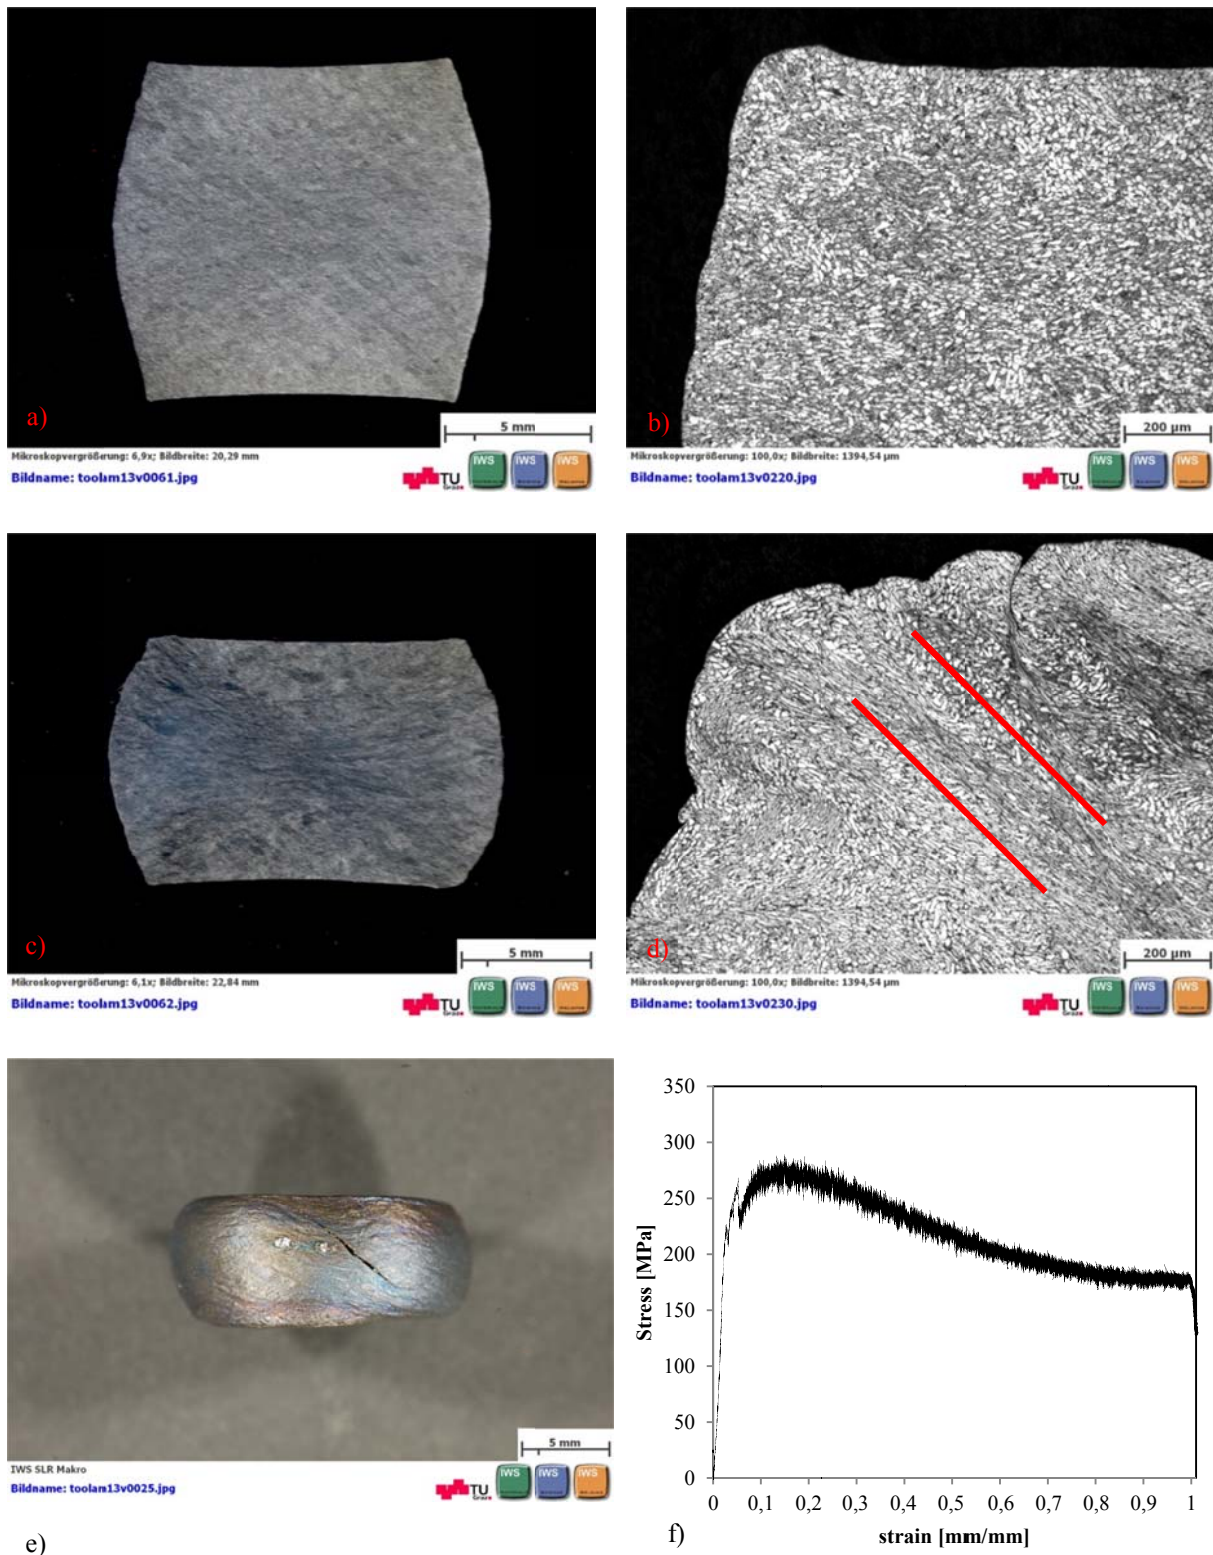 a)
5 mm
Mikroskopvergrößerung: 6,9x; Bildbreite: 20,29 mm
Bildname: toolam13v0061.jpg
TU
Graz
IWS
IWS
IWS
b)
200 µm
Mikroskopvergrößerung: 100,0x; Bildbreite: 1394,54 µm
Bildname: toolam13v0220.jpg
TU
Graz
IWS
IWS
IWS
c)
5 mm
Mikroskopvergrößerung: 6,1x; Bildbreite: 22,84 mm
Bildname: toolam13v0062.jpg
TU
Graz
IWS
IWS
IWS
d)
200 µm
Mikroskopvergrößerung: 100,0x; Bildbreite: 1394,54 µm
Bildname: toolam13v0230.jpg
TU
Graz
IWS
IWS
IWS
5 mm
IWS SLR Makro
Bildname: toolam13v0025.jpg
TU
Graz
IWS
IWS
IWS
e)
350
300
250
200
150
100
50
0
Stress [MPa]
0 0,1 0,2 0,3 0,4 0,5 0,6 0,7 0,8 0,9 1
strain [mm/mm]
f)